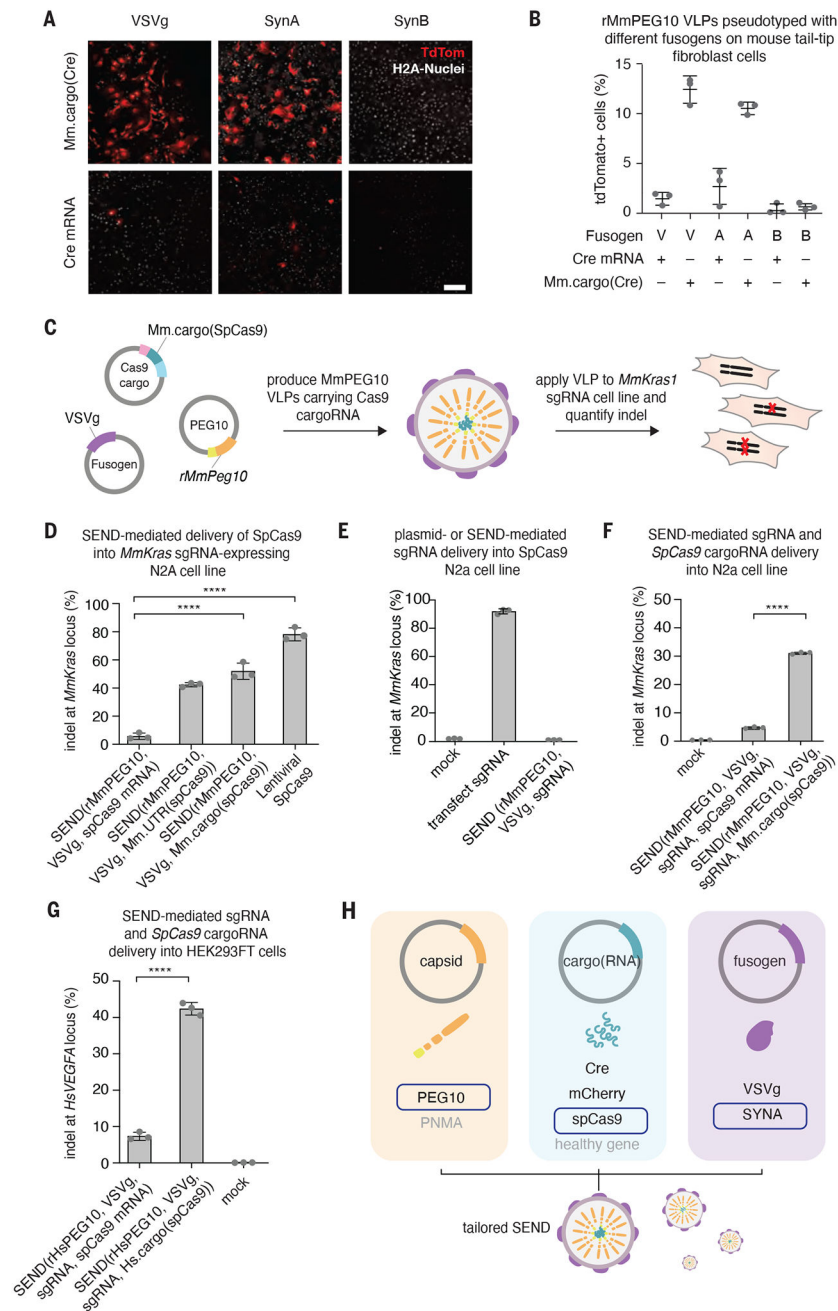 A
VSVg
SynA
SynB
Mm.cargo(Cre)
Cre mRNA
TdTom
H2A-Nuclei
B
rMmPEG10 VLPs pseudotyped with
different fusogens on mouse tail-tip
fibroblast cells
tdTomato+ cells (%)
15
10
5
0
Fusogen V V A A B B
Cre mRNA + – + – + –
Mm.cargo(Cre) – + – + – +
C
Mm.cargo(SpCas9)
Cas9
cargo
VSVg
Fusogen
PEG10
rMmPeg10
produce MmPEG10
VLPs carrying Cas9
cargoRNA
apply VLP to MmKras1
sgRNA cell line and
quantify indel
D
SEND-mediated delivery of SpCas9
into MmKras sgRNA-expressing
N2A cell line
indel at MmKras locus (%)
100
80
60
40
20
0
****
****
SEND(rMmPEG10,
VSVg, spCas9 mRNA)
SEND(rMmPEG10,
VSVg, Mm.UTR(spCas9))
SEND(rMmPEG10,
VSVg, Mm.cargo(spCas9))
Lentiviral
SpCas9
E
plasmid- or SEND-mediated
sgRNA delivery into SpCas9
N2a cell line
indel at MmKras locus (%)
100
80
60
40
20
0
mock
transfect sgRNA
SEND (rMmPEG10,
VSVg, sgRNA)
F
SEND-mediated sgRNA and
SpCas9 cargoRNA delivery
into N2a cell line
indel at MmKras locus (%)
50
40
30
20
10
0
****
mock
SEND(rMmPEG10, VSVg,
sgRNA, spCas9 mRNA)
SEND(rMmPEG10, VSVg,
sgRNA, Mm.cargo(spCas9))
G
SEND-mediated sgRNA
and SpCas9 cargoRNA
delivery into HEK293FT cells
indel at HsVEGFA locus (%)
50
40
30
20
10
0
****
SEND(rHsPEG10, VSVg,
sgRNA, spCas9 mRNA)
SEND(rHsPEG10, VSVg,
sgRNA, Hs.cargo(spCas9))
mock
H
capsid
PEG10
PNMA
cargo(RNA)
Cre
mCherry
spCas9
healthy gene
fusogen
VSVg
SYNA
tailored SEND